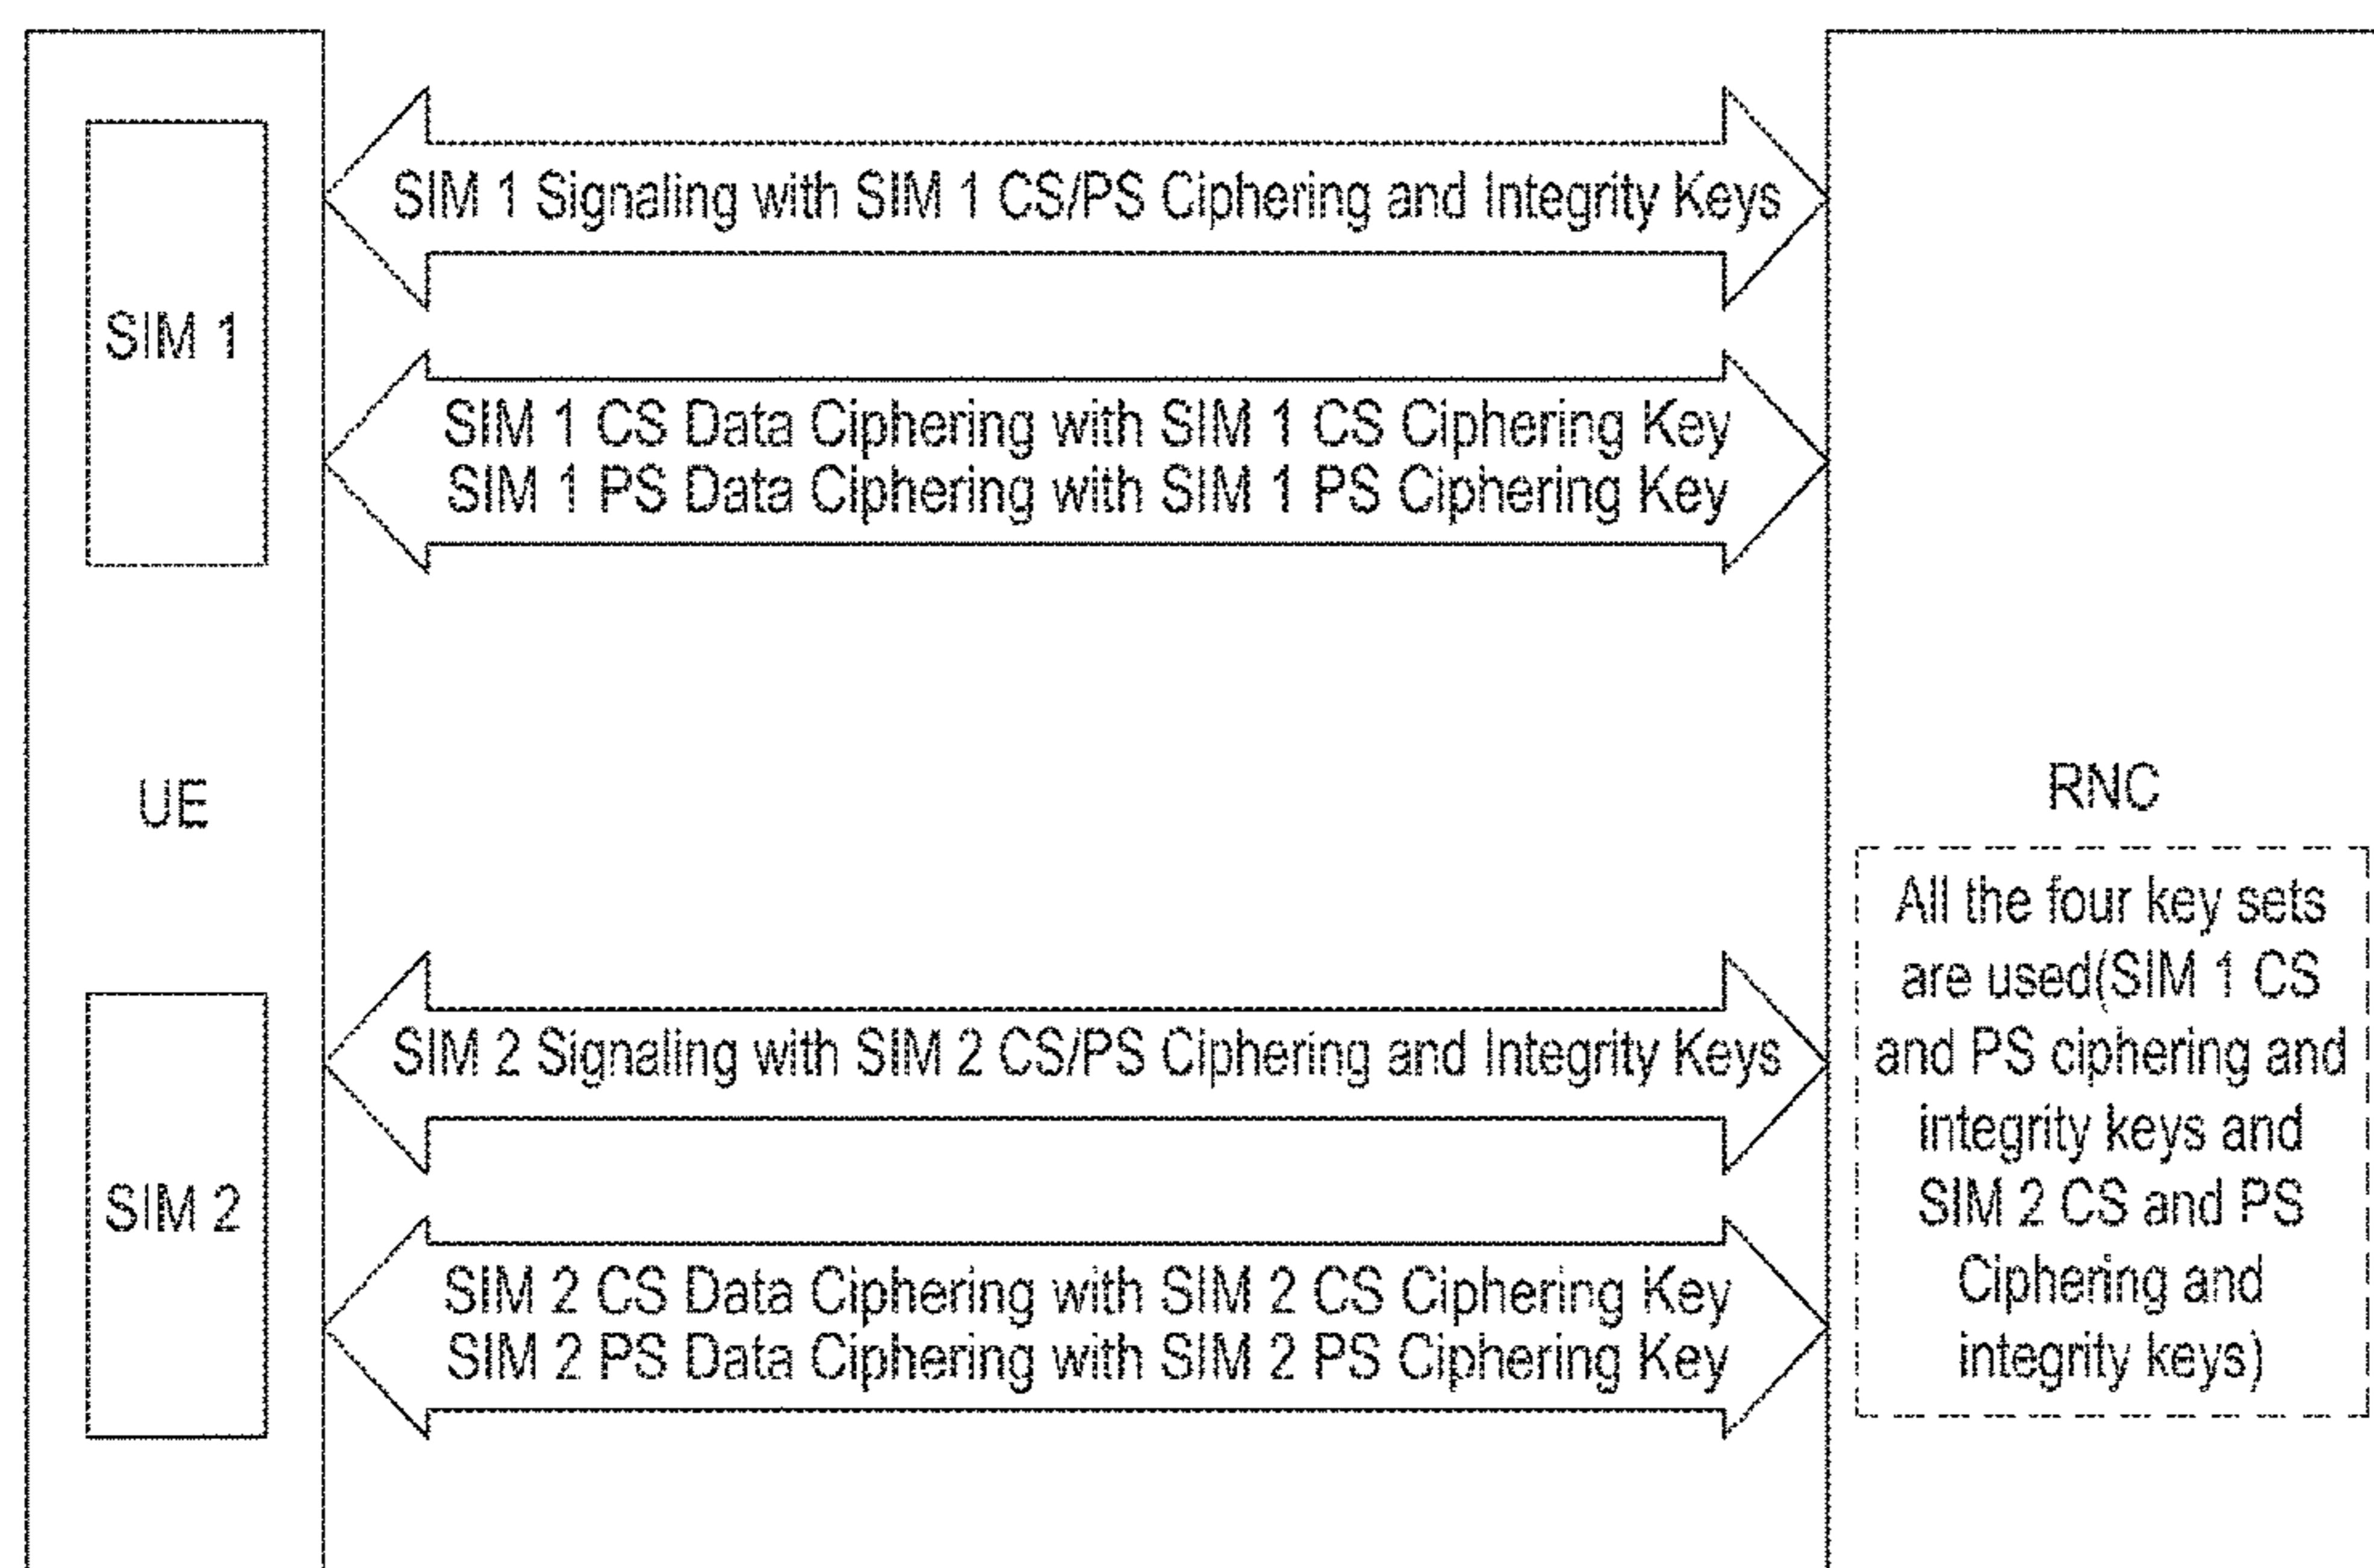 SIM 1 Signaling with SIM 1 CS/PS Ciphering and Integrity Keys
SIM 1
SIM 1 CS Data Ciphering with SIM 1 CS Ciphering Key
SIM 1 PS Data Ciphering with SIM 1 PS Ciphering Key
UE
RNC
All the four key sets
are used(SIM 1 CS
and PS ciphering and
integrity keys and
SIM 2 CS and PS
Ciphering and
integrity keys)
SIM 2 Signaling with SIM 2 CS/PS Ciphering and Integrity Keys
SIM 2
SIM 2 CS Data Ciphering with SIM 2 CS Ciphering Key
SIM 2 PS Data Ciphering with SIM 2 PS Ciphering Key